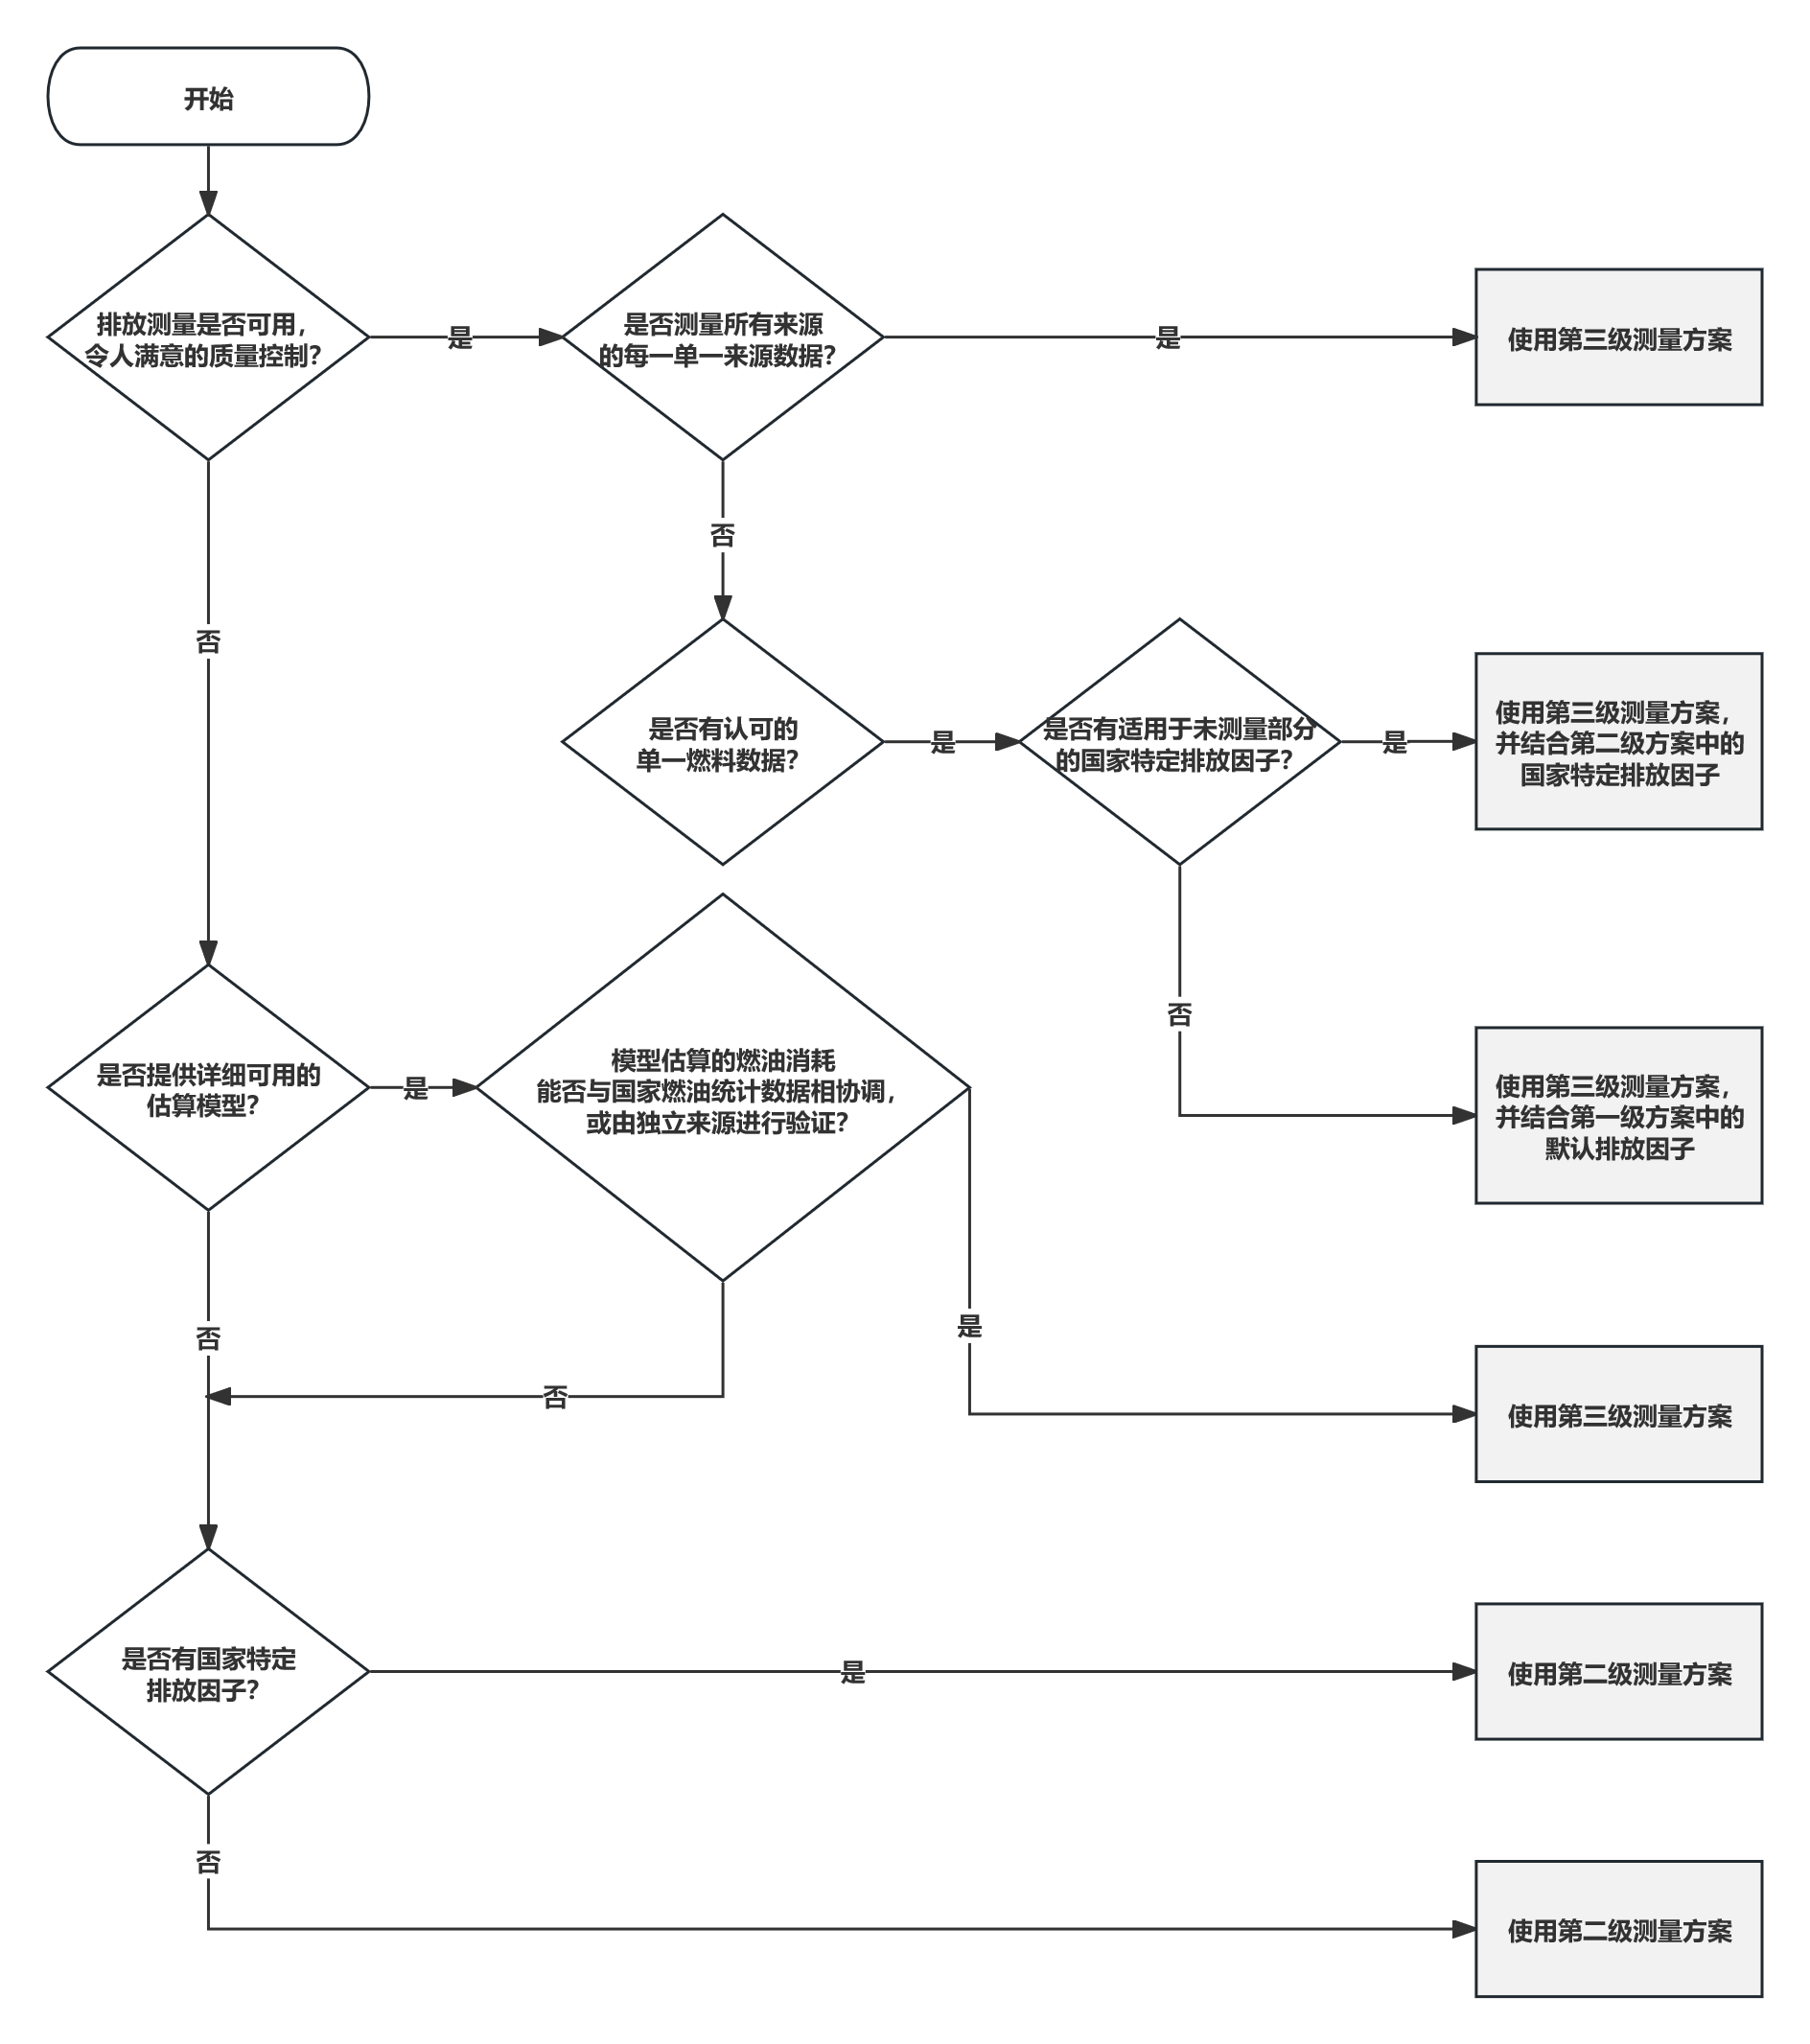 开始
排放测量是否可用，
令人满意的质量控制？
是
是否测量所有来源
的每一单一来源数据？
是
使用第三级测量方案
否
否
是否有认可的
单一燃料数据？
是
是否有适用于未测量部分
的国家特定排放因子？
是
使用第三级测量方案，
并结合第二级方案中的
国家特定排放因子
否
使用第三级测量方案，
并结合第一级方案中的
默认排放因子
是否提供详细可用的
估算模型？
是
模型估算的燃油消耗
能否与国家燃油统计数据相协调，
或由独立来源进行验证？
是
否
否
使用第三级测量方案
是否有国家特定
排放因子？
是
使用第二级测量方案
否
使用第二级测量方案